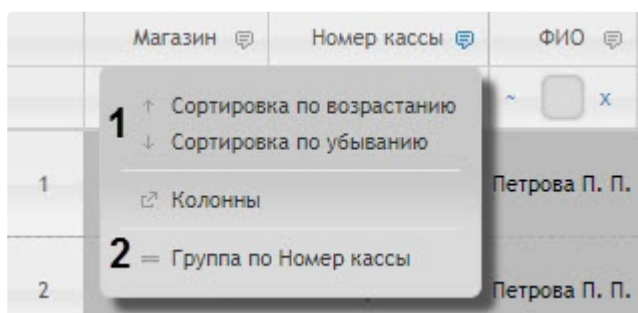 Магазин Номер кассы ФИО
~ x
1 ↑ Сортировка по возрастанию
↓ Сортировка по убыванию
1 Петрова П. П.
Колонны
2 = Группа по Номер кассы
2 Петрова П. П.